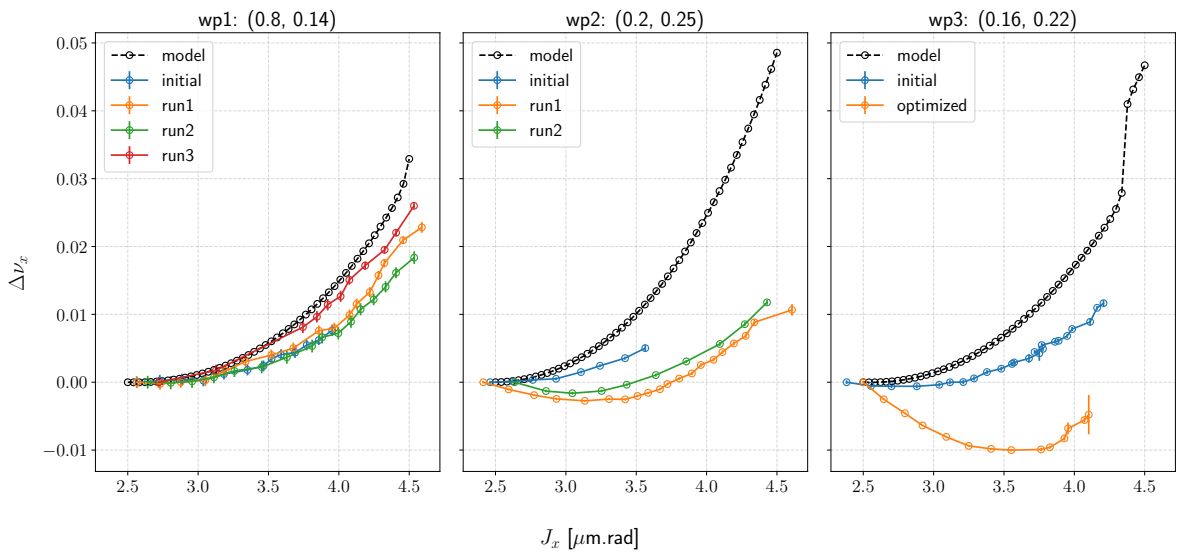 wp1: (0.8, 0.14)
wp2: (0.2, 0.25)
wp3: (0.16, 0.22)
0.05
0.04
0.03
0.02
0.01
0.00
−0.01
Δν_x
model
initial
run1
run2
run3
model
initial
run1
run2
model
initial
optimized
2.5 3.0 3.5 4.0 4.5
2.5 3.0 3.5 4.0 4.5
2.5 3.0 3.5 4.0 4.5
J_x [μm.rad]